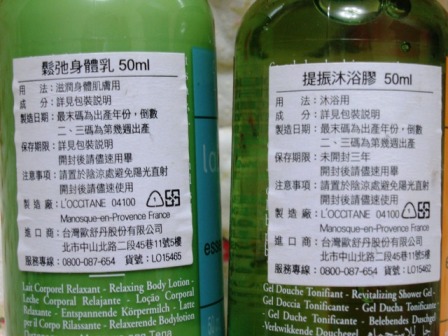 鬆弛身體乳 50ml
用　法：滋潤身體肌膚用
成　分：詳見包裝說明
製造日期：最末碼為出產年份，倒數
二、三碼為第幾週出產
保存期限：詳見包裝說明
開封後請儘速用畢
注意事項：請置於陰涼處避免陽光直射
開封後請儘速使用
製造廠：L'OCCITANE 04100
Manosque-en-Provence France
進口商：台灣歐舒丹股份有限公司
北市中山北路二段45巷11號5樓
服務專線：0800-087-654 貨號：LO15465
Lait Corporel Relaxant - Relaxing Body Lotion -
Leche Corporal Relajante - Loção Corporal
Relaxante - Entspannende Körpermilch - Latte
per il Corpo Rilassante - Relaxerende Bodylotion
提振沐浴膠 50ml
用　法：沐浴用
成　分：詳見包裝說明
製造日期：最末碼為出產年份，倒數
二、三碼為第幾週出產
保存期限：未開封三年
開封後請儘速用畢
注意事項：請置於陰涼處避免陽光直射
開封後請儘速使用
製造廠：L'OCCITANE 04100
Manosque-en-Provence France
進口商：台灣歐舒丹股份有限公司
北市中山北路二段45巷11號5樓
服務專線：0800-087-654 貨號：LO15462
Gel Douche Tonifiant - Revitalizing Shower Gel -
Gel Doccia Tonificante - Gel Ducha